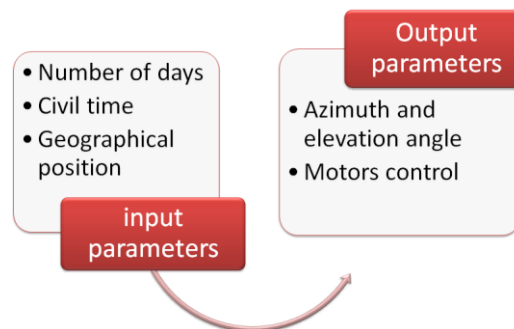 • Number of days
• Civil time
• Geographical
position
input
parameters
Output
parameters
• Azimuth and
elevation angle
• Motors control